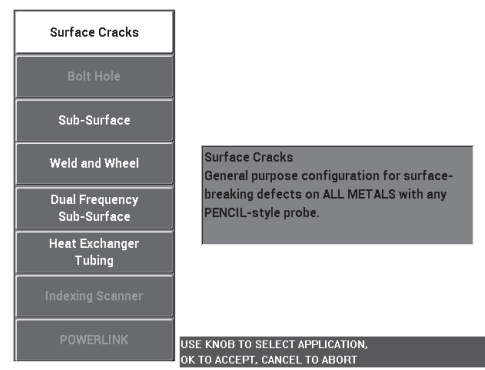 Surface Cracks
Bolt Hole
Sub-Surface
Weld and Wheel
Dual Frequency
Sub-Surface
Heat Exchanger
Tubing
Indexing Scanner
POWERLINK
Surface Cracks
General purpose configuration for surface-
breaking defects on ALL METALS with any
PENCIL-style probe.
USE KNOB TO SELECT APPLICATION,
OK TO ACCEPT, CANCEL TO ABORT